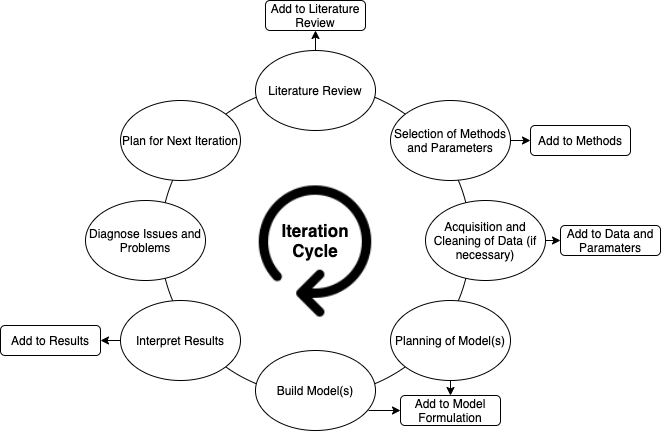 Add to Literature
Review
Literature Review
Selection of Methods
and Parameters
Add to Methods
Plan for Next Iteration
Iteration
Cycle
Diagnose Issues and
Problems
Acquisition and
Cleaning of Data (if
necessary)
Add to Data and
Paramaters
Add to Results
Interpret Results
Planning of Model(s)
Build Model(s)
Add to Model
Formulation